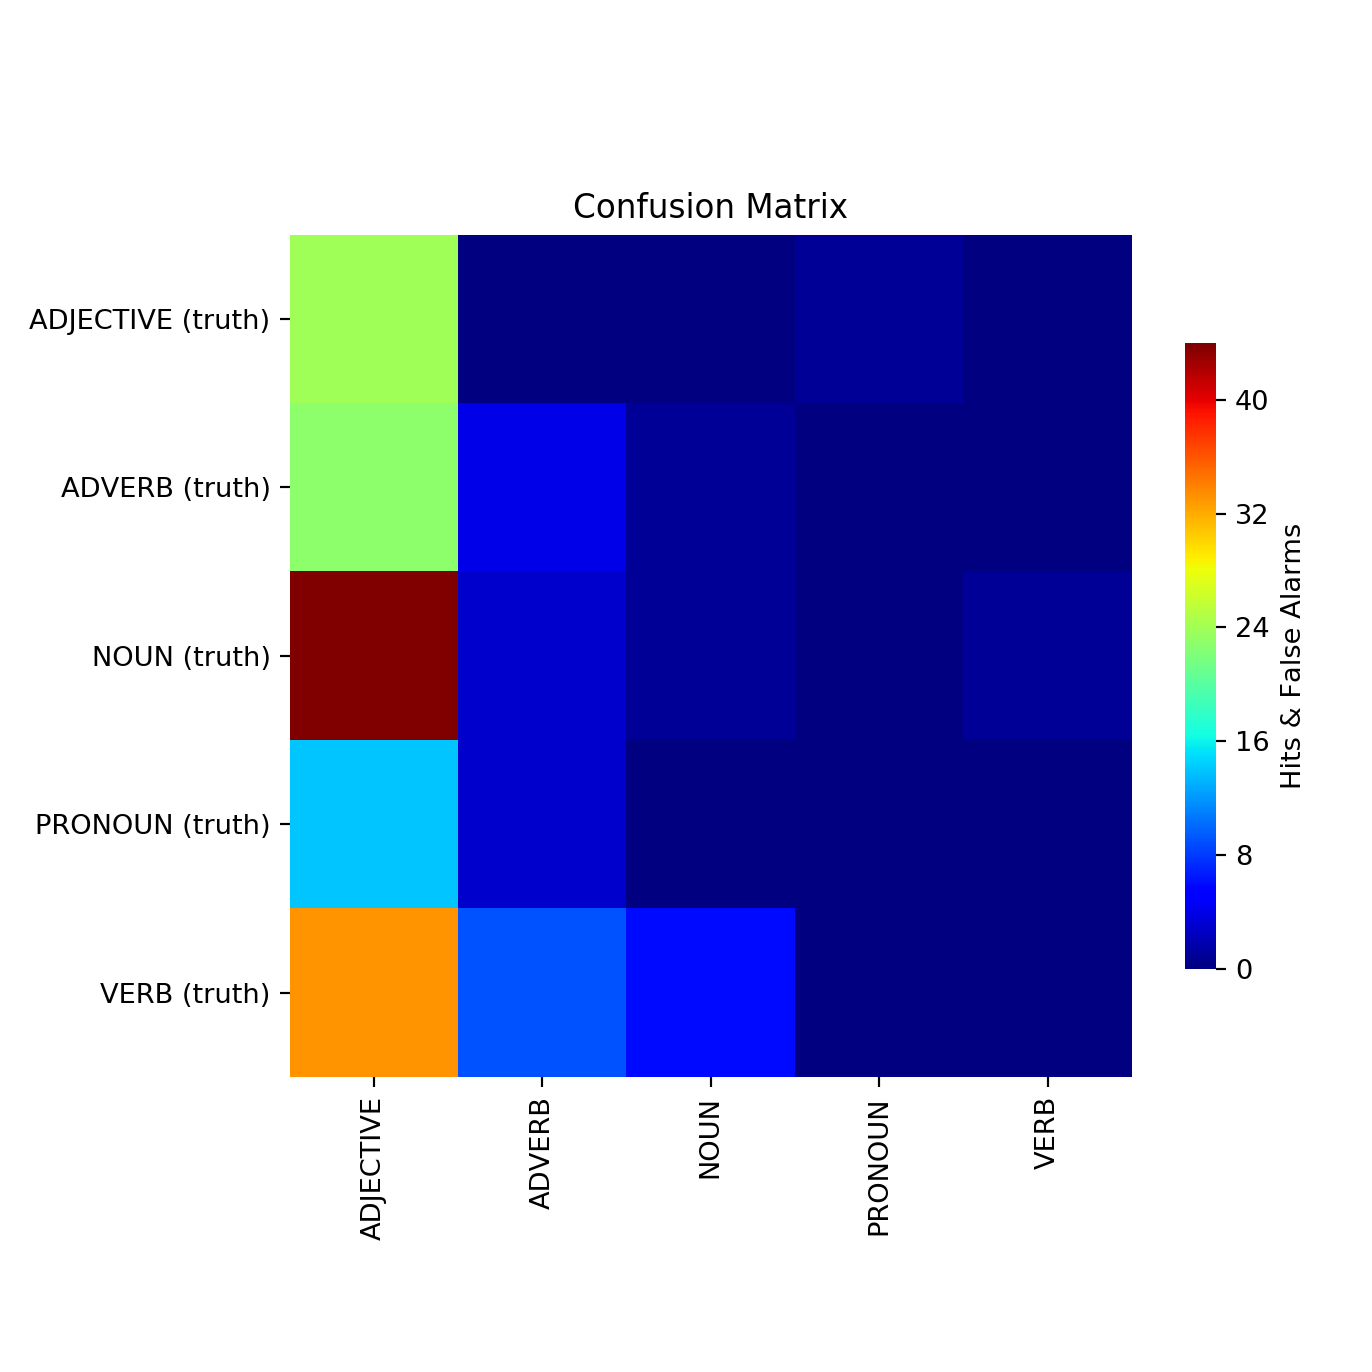 Confusion Matrix
ADJECTIVE (truth)
ADVERB (truth)
NOUN (truth)
PRONOUN (truth)
VERB (truth)
ADJECTIVE
ADVERB
NOUN
PRONOUN
VERB
40
32
24
16
8
0
Hits & False Alarms